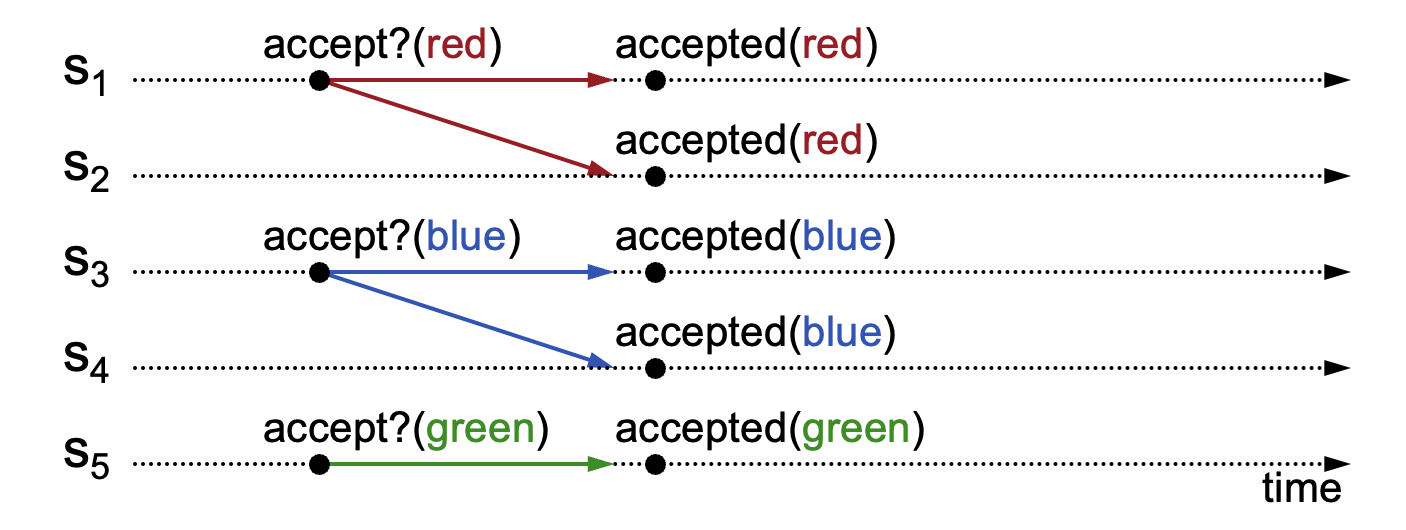 accept?(red) accepted(red)
S1
accepted(red)
S2
accept?(blue) accepted(blue)
S3
accepted(blue)
S4
accept?(green) accepted(green)
S5
time